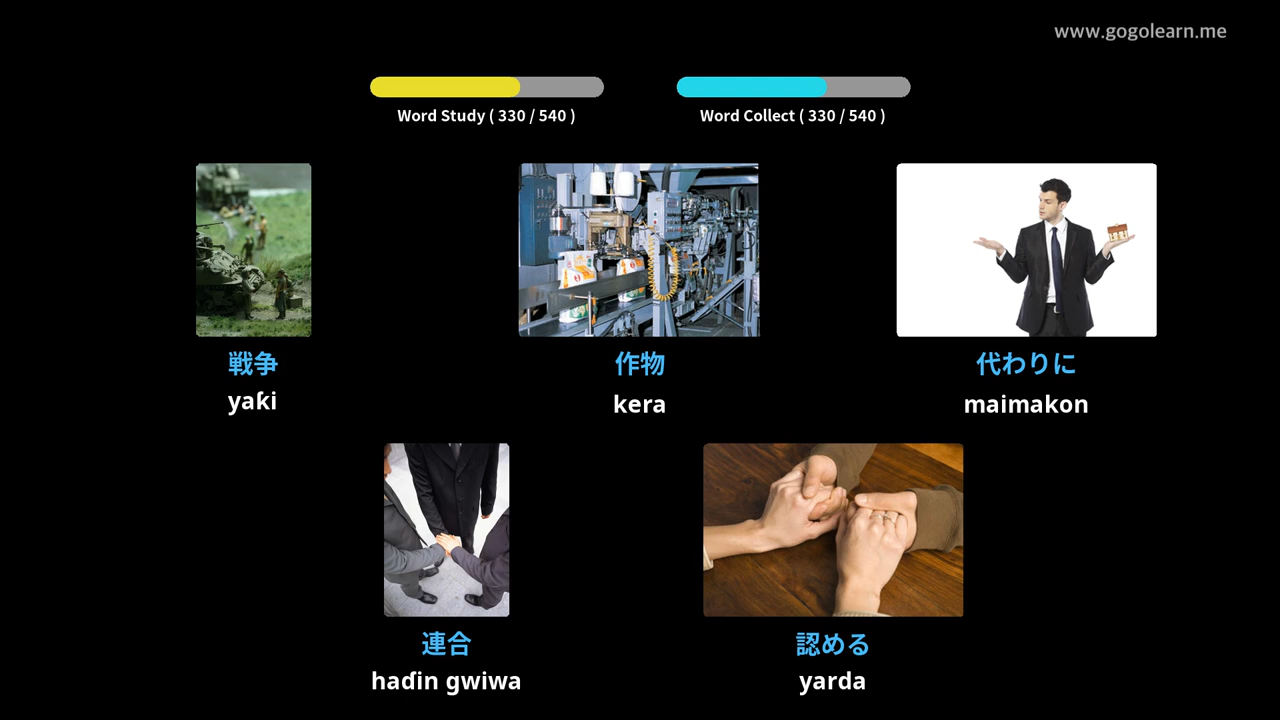 www.gogolearn.me
Word Study ( 330 / 540 )
Word Collect ( 330 / 540 )
戦争
yaƙi
作物
kera
代わりに
maimakon
連合
haɗin gwiwa
認める
yarda